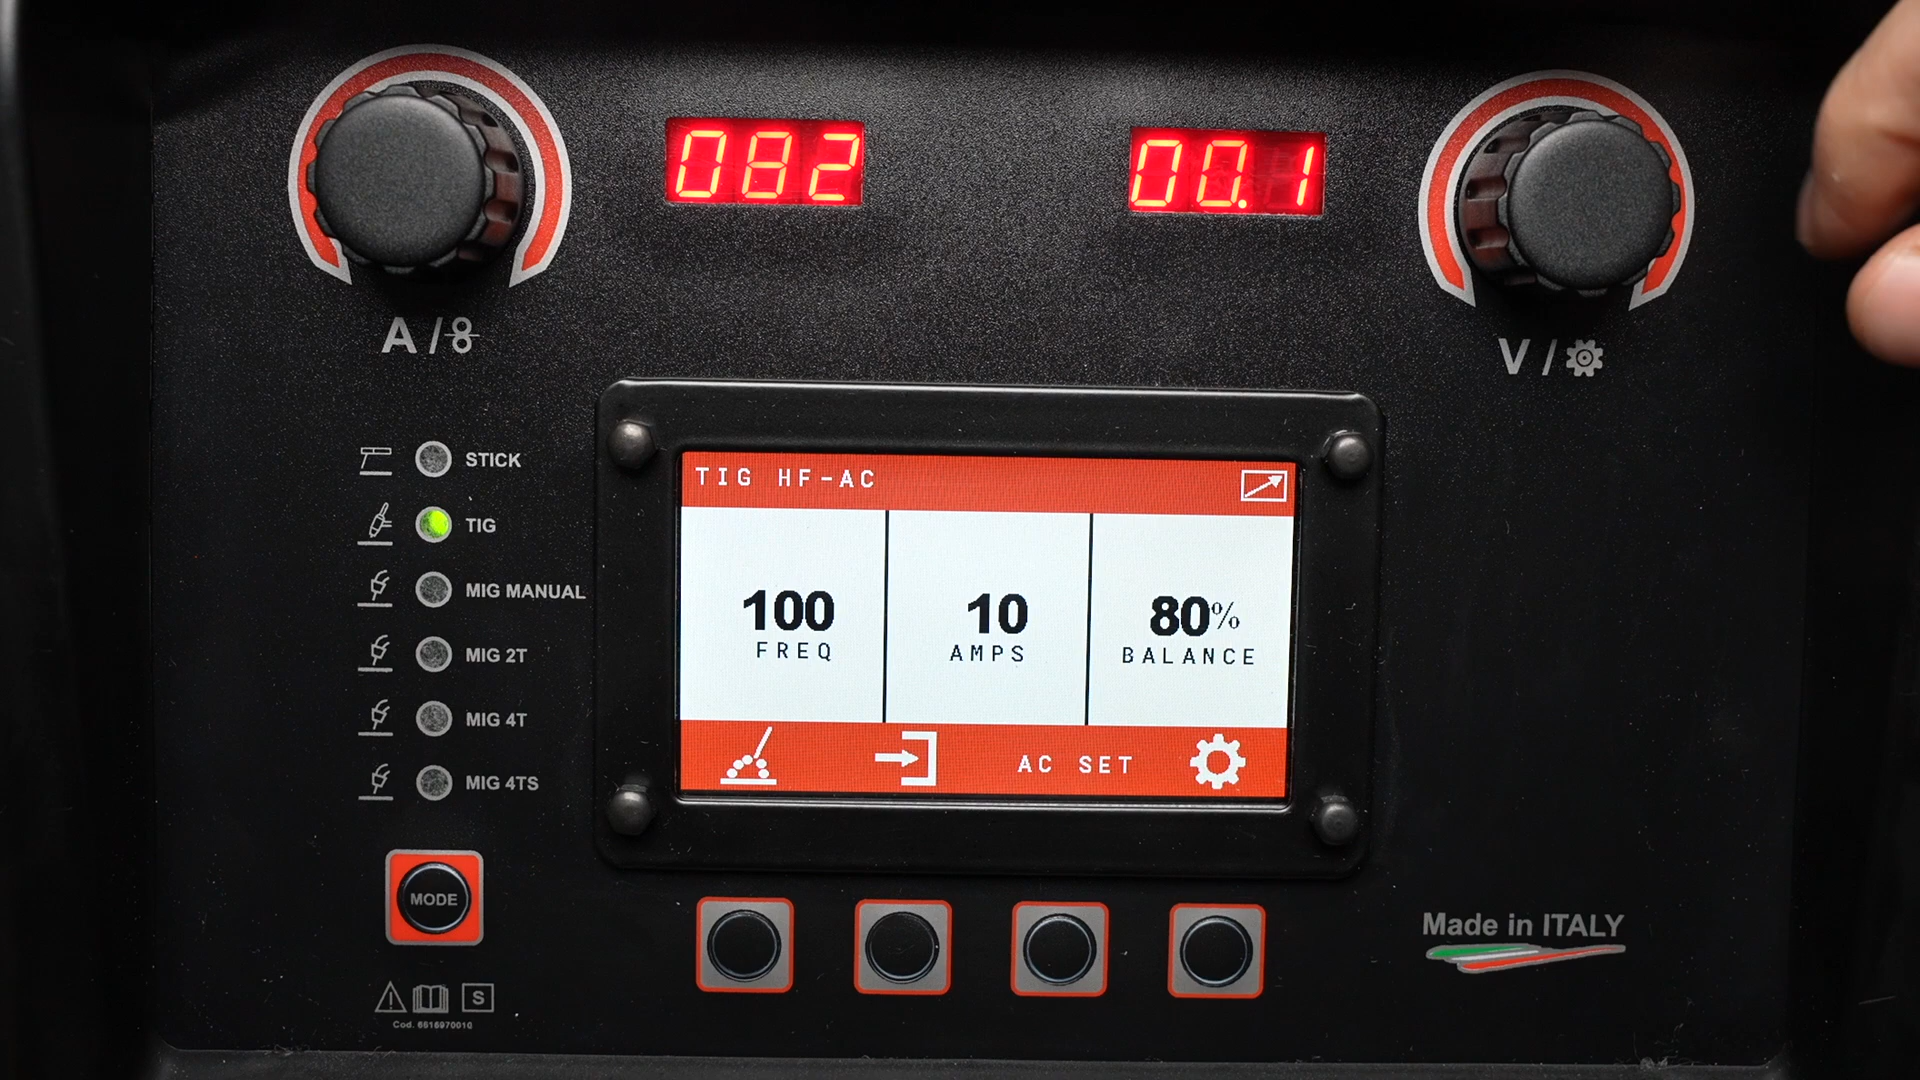 082
00.1
A /
V /
STICK
TIG
MIG MANUAL
MIG 2T
MIG 4T
MIG 4TS
MODE
S
Cod. 6616970010
TIG HF-AC
100
FREQ
10
AMPS
80%
BALANCE
AC SET
Made in ITALY